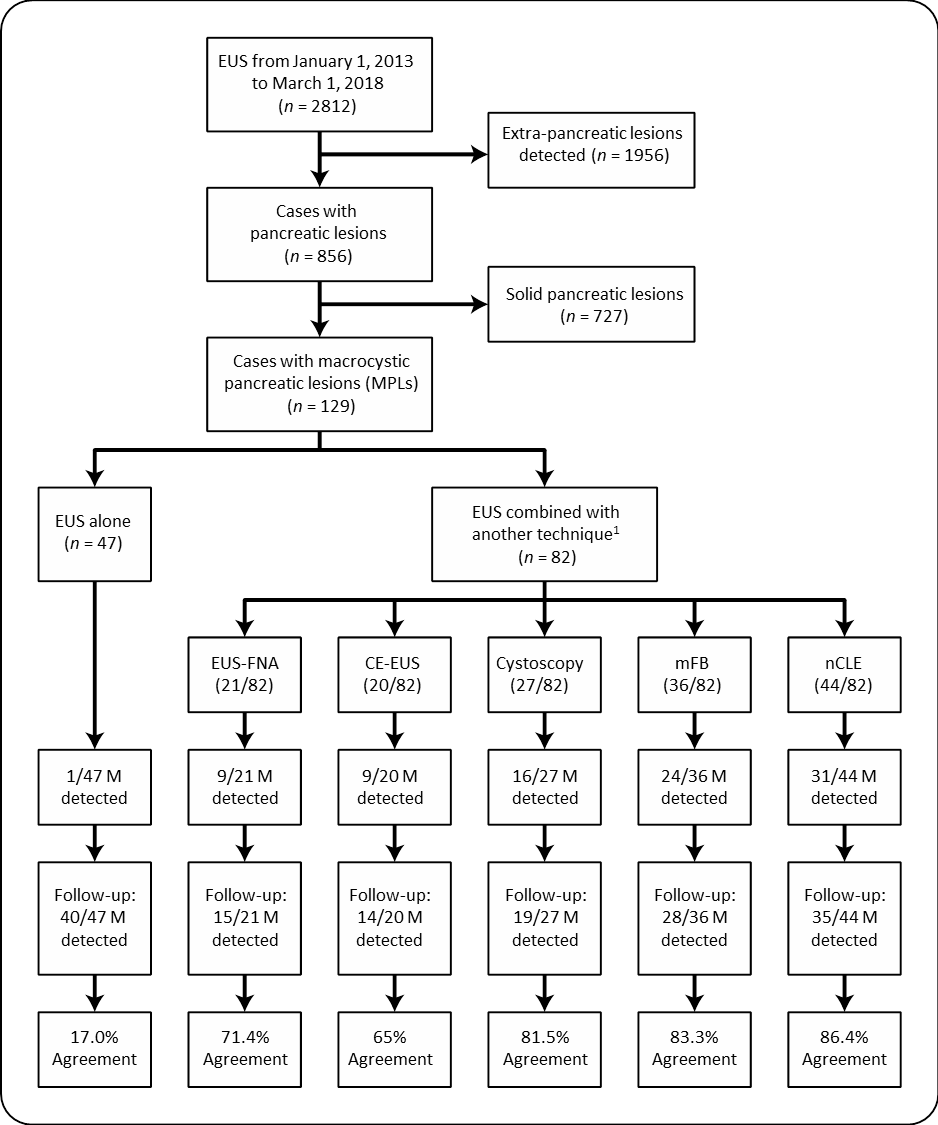 EUS from January 1, 2013
to March 1, 2018
(n = 2812)
Extra-pancreatic lesions
detected (n = 1956)
Cases with
pancreatic lesions
(n = 856)
Solid pancreatic lesions
(n = 727)
Cases with macrocystic
pancreatic lesions (MPLs)
(n = 129)
EUS alone
(n = 47)
EUS combined with
another technique¹
(n = 82)
EUS-FNA
(21/82)
CE-EUS
(20/82)
Cystoscopy
(27/82)
mFB
(36/82)
nCLE
(44/82)
1/47 M
detected
9/21 M
detected
9/20 M
detected
16/27 M
detected
24/36 M
detected
31/44 M
detected
Follow-up:
40/47 M
detected
Follow-up:
15/21 M
detected
Follow-up:
14/20 M
detected
Follow-up:
19/27 M
detected
Follow-up:
28/36 M
detected
Follow-up:
35/44 M
detected
17.0%
Agreement
71.4%
Agreement
65%
Agreement
81.5%
Agreement
83.3%
Agreement
86.4%
Agreement